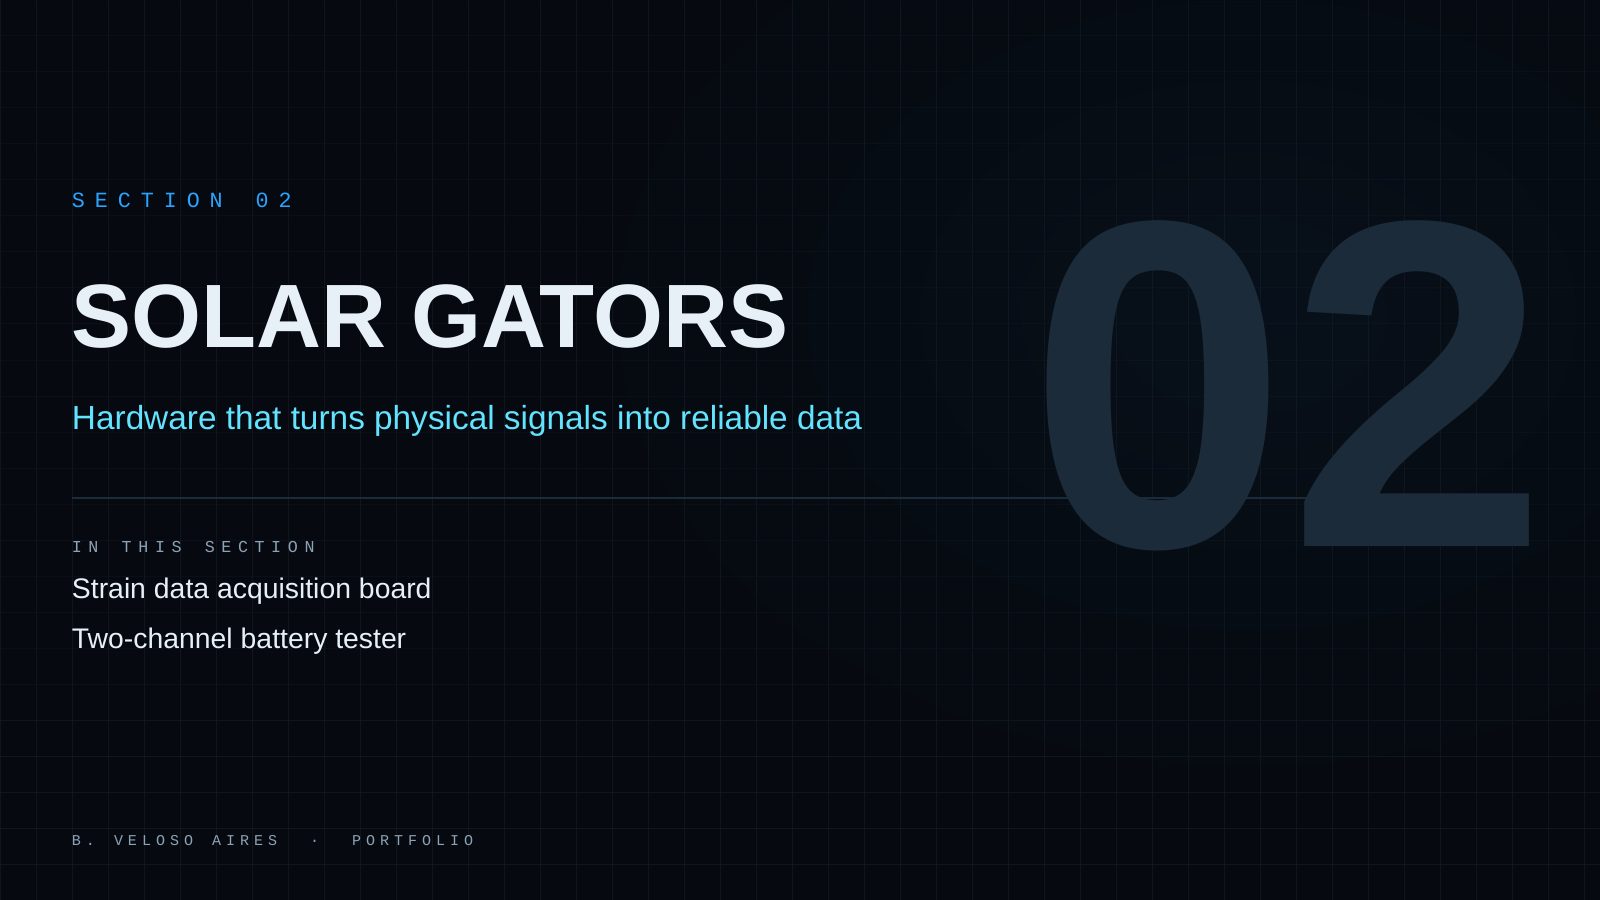 SECTION 02
SOLAR GATORS
Hardware that turns physical signals into reliable data
02
IN THIS SECTION
Strain data acquisition board
Two-channel battery tester
B. VELOSO AIRES · PORTFOLIO